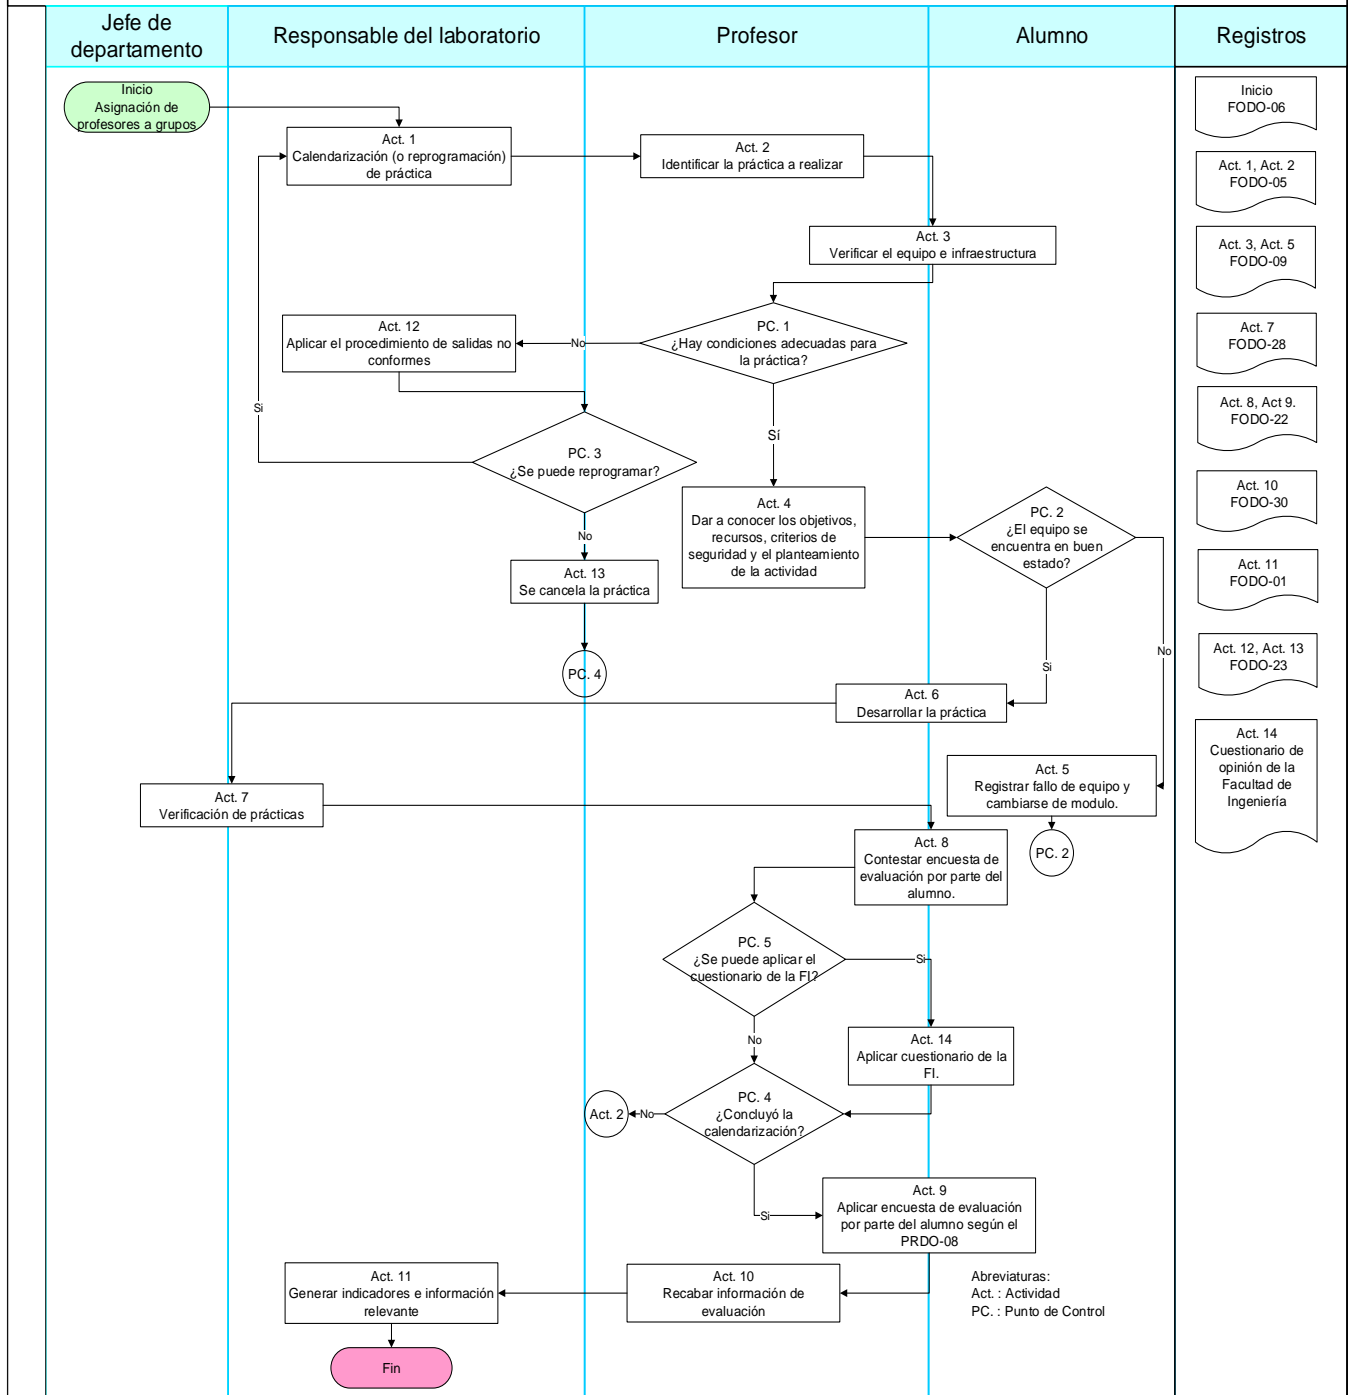 Jefe de
departamento
Responsable del laboratorio
Profesor
Alumno
Registros
Inicio
Asignación de
profesores a grupos
Act. 1
Calendarización (o reprogramación)
de práctica
Act. 2
Identificar la práctica a realizar
Act. 3
Verificar el equipo e infraestructura
PC. 1
¿Hay condiciones adecuadas para
la práctica?
No
Act. 12
Aplicar el procedimiento de salidas no
conformes
Si
Sí
PC. 3
¿Se puede reprogramar?
No
Act. 13
Se cancela la práctica
PC. 4
Act. 4
Dar a conocer los objetivos,
recursos, criterios de
seguridad y el planteamiento
de la actividad
PC. 2
¿El equipo se
encuentra en buen
estado?
Si
No
Act. 6
Desarrollar la práctica
Act. 5
Registrar fallo de equipo y
cambiarse de modulo.
PC. 2
Act. 7
Verificación de prácticas
Act. 8
Contestar encuesta de
evaluación por parte del
alumno.
PC. 5
¿Se puede aplicar el
cuestionario de la FI?
Si
No
Act. 14
Aplicar cuestionario de la
FI.
PC. 4
¿Concluyó la
calendarización?
No
Act. 2
Si
Act. 9
Aplicar encuesta de evaluación
por parte del alumno según el
PRDO-08
Act. 10
Recabar información de
evaluación
Act. 11
Generar indicadores e información
relevante
Fin
Abreviaturas:
Act. : Actividad
PC. : Punto de Control
Inicio
FODO-06
Act. 1, Act. 2
FODO-05
Act. 3, Act. 5
FODO-09
Act. 7
FODO-28
Act. 8, Act 9.
FODO-22
Act. 10
FODO-30
Act. 11
FODO-01
Act. 12, Act. 13
FODO-23
Act. 14
Cuestionario de
opinión de la
Facultad de
Ingeniería